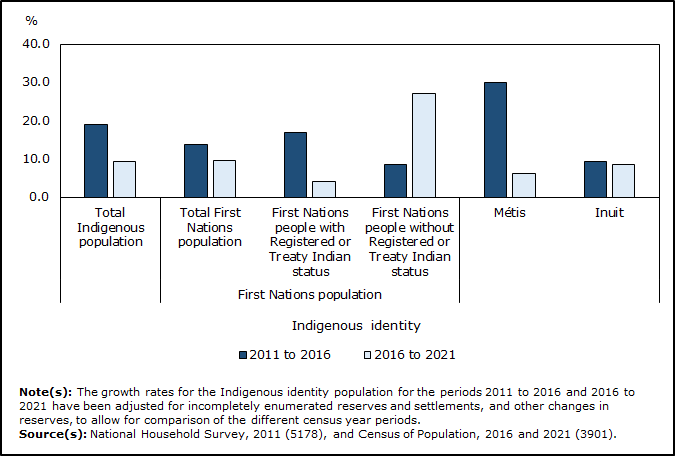 %
40.0
30.0
20.0
10.0
0.0
Total Indigenous population
Total First Nations population
First Nations people with Registered or Treaty Indian status
First Nations people without Registered or Treaty Indian status
Métis
Inuit
First Nations population
Indigenous identity
2011 to 2016
2016 to 2021
Note(s): The growth rates for the Indigenous identity population for the periods 2011 to 2016 and 2016 to
2021 have been adjusted for incompletely enumerated reserves and settlements, and other changes in
reserves, to allow for comparison of the different census year periods.
Source(s): National Household Survey, 2011 (5178), and Census of Population, 2016 and 2021 (3901).